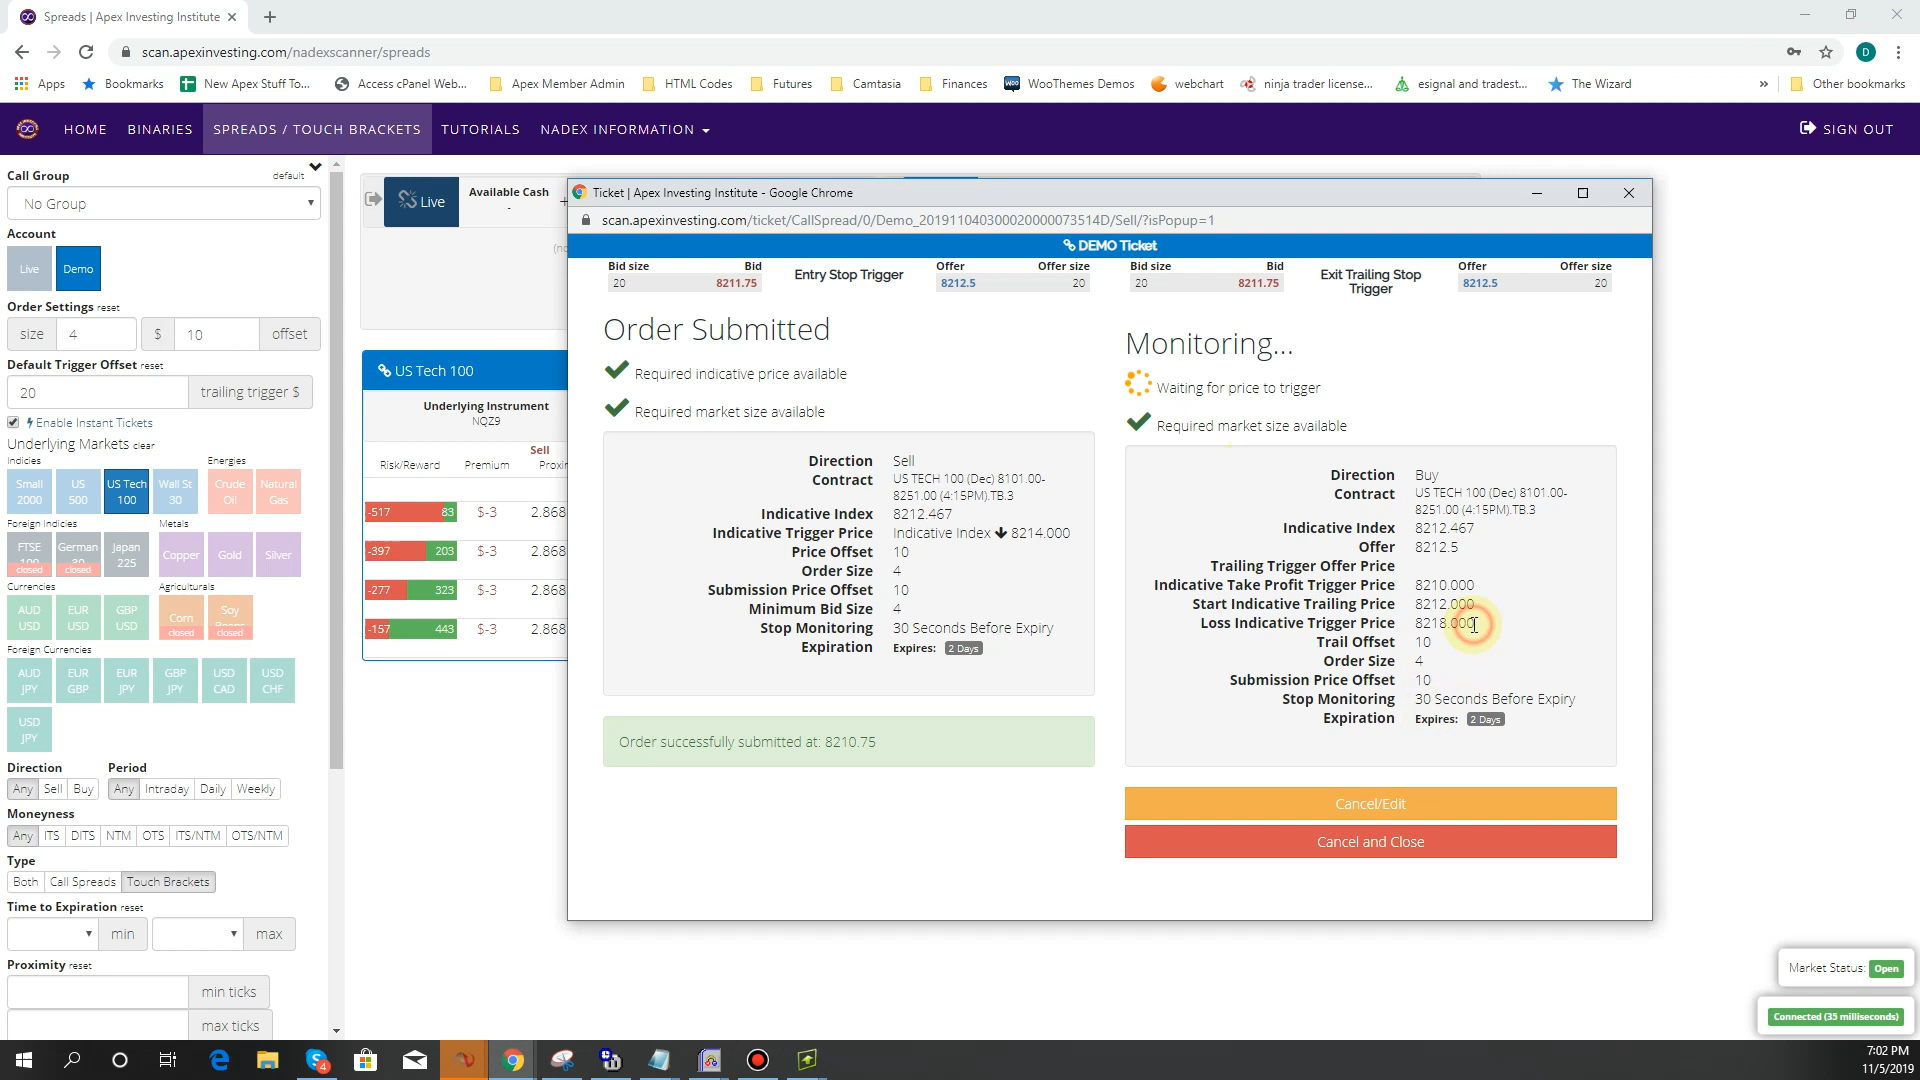 Spreads | Apex Investing Institute
scan.apexinvesting.com/nadexscanner/spreads
D
Apps
Bookmarks
New Apex Stuff To...
Access cPanel Web...
Apex Member Admin
HTML Codes
Futures
Camtasia
Finances
WooThemes Demos
webchart
ninja trader license...
esignal and tradest...
The Wizard
»
Other bookmarks
HOME
BINARIES
SPREADS / TOUCH BRACKETS
TUTORIALS
NADEX INFORMATION
SIGN OUT
Call Group
default
No Group
Account
Live
Demo
Order Settings reset
size 4 $ 10 offset
Default Trigger Offset reset
20 trailing trigger $
Enable Instant Tickets
Underlying Markets clear
Indicies
Energies
Small 2000
US 500
US Tech 100
Wall St 30
Crude Oil
Natural Gas
Foreign Indicies
Metals
FTSE 100 closed
German 30 closed
Japan 225
Copper
Gold
Silver
Currencies
Agriculturals
AUD USD
EUR USD
GBP USD
Corn closed
Soy closed
Foreign Currencies
AUD JPY
EUR GBP
EUR JPY
GBP JPY
USD CAD
USD CHF
USD JPY
Direction
Period
Any Sell Buy
Any Intraday Daily Weekly
Moneyness
Any ITS DITS NTM OTS ITS/NTM OTS/NTM
Type
Both Call Spreads Touch Brackets
Time to Expiration reset
min
max
Proximity reset
min ticks
max ticks
Live
Available Cash
-
US Tech 100
Underlying Instrument
NQZ9
Sell
Risk/Reward Premium
-517 83 $-3 2.868
-397 203 $-3 2.868
-277 323 $-3 2.868
-157 443 $-3 2.868
Ticket | Apex Investing Institute - Google Chrome
scan.apexinvesting.com/ticket/CallSpread/0/Demo_201911040300020000073514D/Sell/?isPopup=1
DEMO Ticket
Bid size Bid
20 8211.75
Entry Stop Trigger
Offer Offer size
8212.5 20
Bid size Bid
20 8211.75
Exit Trailing Stop
Trigger
Offer Offer size
8212.5 20
Order Submitted
Required indicative price available
Required market size available
Direction Sell
Contract US TECH 100 (Dec) 8101.00-
8251.00 (4:15PM).TB.3
Indicative Index 8212.467
Indicative Trigger Price Indicative Index 8214.000
Price Offset 10
Order Size 4
Submission Price Offset 10
Minimum Bid Size 4
Stop Monitoring 30 Seconds Before Expiry
Expiration Expires: 2 Days
Order successfully submitted at: 8210.75
Monitoring...
Waiting for price to trigger
Required market size available
Direction Buy
Contract US TECH 100 (Dec) 8101.00-
8251.00 (4:15PM).TB.3
Indicative Index 8212.467
Offer 8212.5
Trailing Trigger Offer Price
Indicative Take Profit Trigger Price 8210.000
Start Indicative Trailing Price 8212.000
Loss Indicative Trigger Price 8218.000
Trail Offset 10
Order Size 4
Submission Price Offset 10
Stop Monitoring 30 Seconds Before Expiry
Expiration Expires: 2 Days
Cancel/Edit
Cancel and Close
Market Status: Open
Connected (35 milliseconds)
4
7:02 PM
11/5/2019